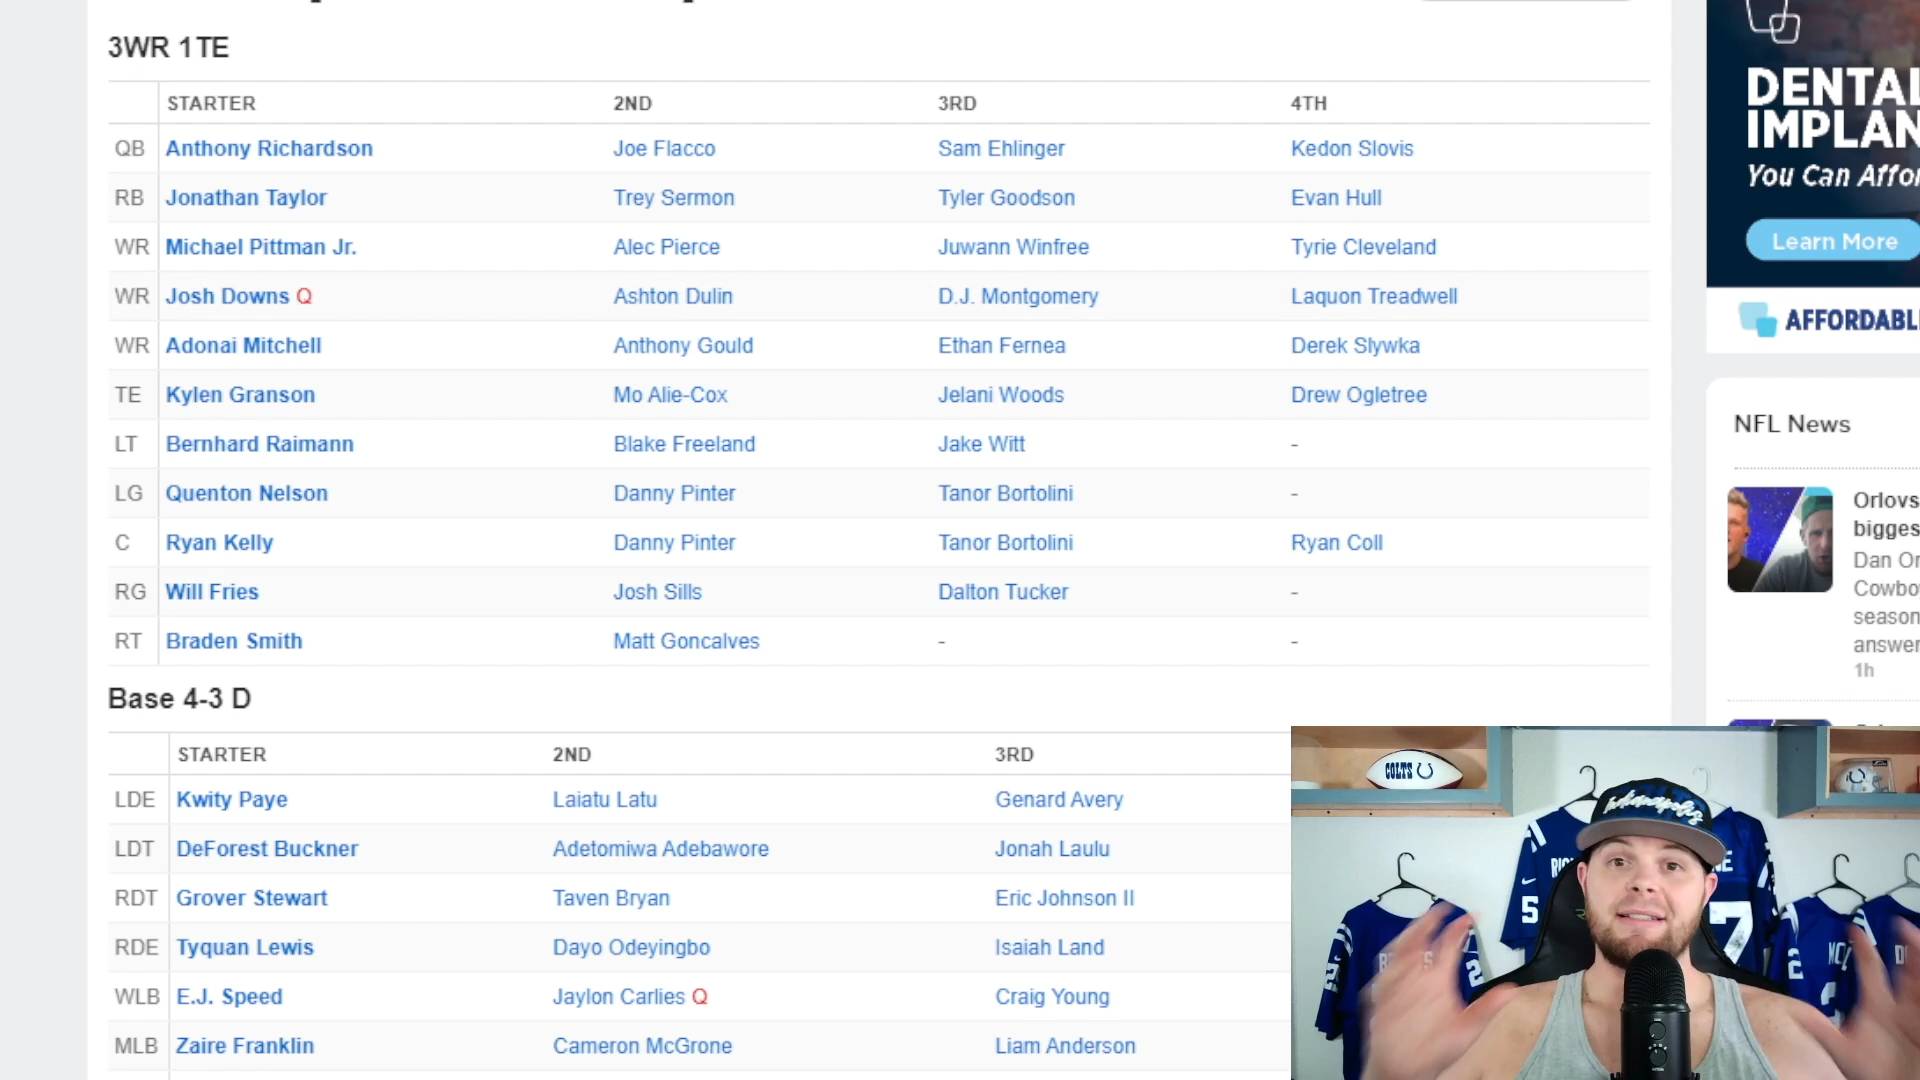 3WR 1TE
STARTER 2ND 3RD 4TH
QB Anthony Richardson Joe Flacco Sam Ehlinger Kedon Slovis
RB Jonathan Taylor Trey Sermon Tyler Goodson Evan Hull
WR Michael Pittman Jr. Alec Pierce Juwann Winfree Tyrie Cleveland
WR Josh Downs Q Ashton Dulin D.J. Montgomery Laquon Treadwell
WR Adonai Mitchell Anthony Gould Ethan Fernea Derek Slywka
TE Kylen Granson Mo Alie-Cox Jelani Woods Drew Ogletree
LT Bernhard Raimann Blake Freeland Jake Witt -
LG Quenton Nelson Danny Pinter Tanor Bortolini -
C Ryan Kelly Danny Pinter Tanor Bortolini Ryan Coll
RG Will Fries Josh Sills Dalton Tucker -
RT Braden Smith Matt Goncalves - -
Base 4-3 D
STARTER 2ND 3RD
LDE Kwity Paye Laiatu Latu Genard Avery
LDT DeForest Buckner Adetomiwa Adebawore Jonah Laulu
RDT Grover Stewart Taven Bryan Eric Johnson II
RDE Tyquan Lewis Dayo Odeyingbo Isaiah Land
WLB E.J. Speed Jaylon Carlies Q Craig Young
MLB Zaire Franklin Cameron McGrone Liam Anderson
DENTAL
IMPLAN
You Can Affor
Learn More
AFFORDABL
NFL News
Orlovs
bigges
Dan Or
Cowbo
season
answer
1h
COLTS
Indianapolis
5
7
2
2